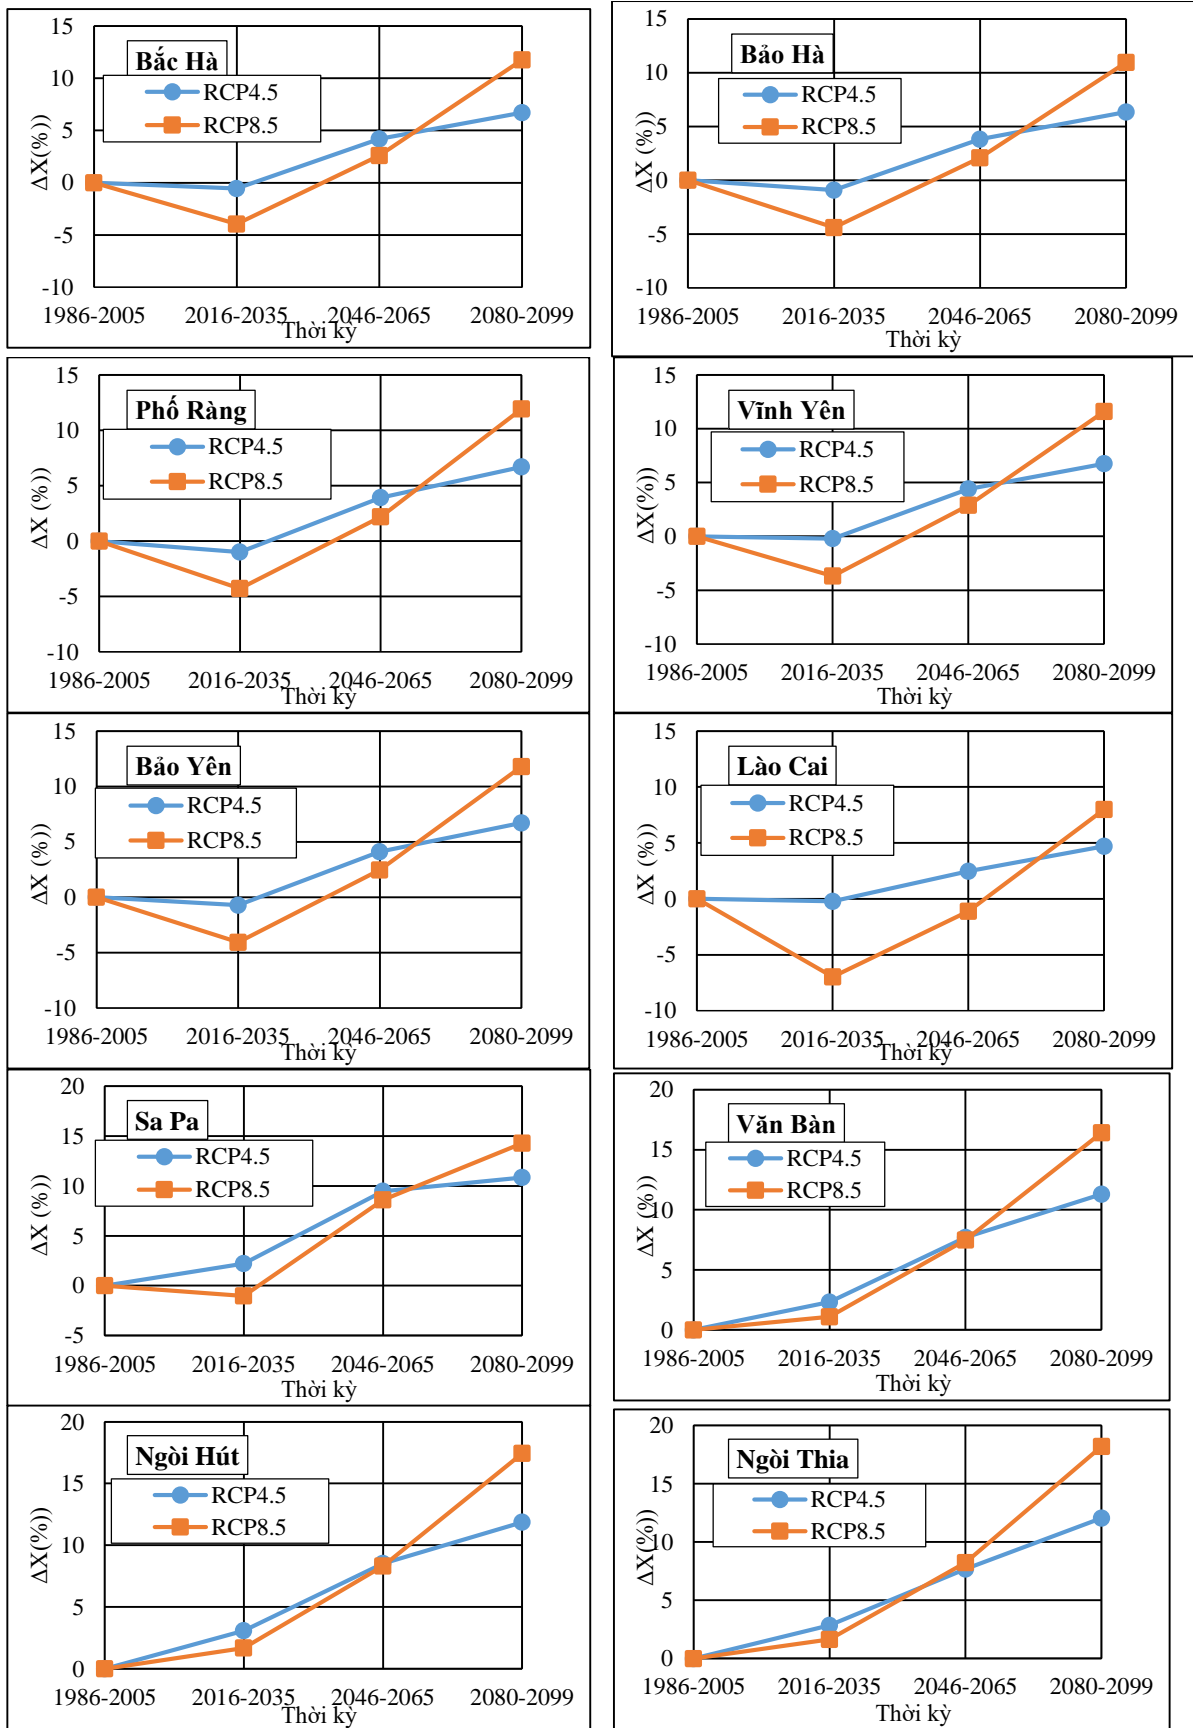 Bắc Hà
RCP4.5
RCP8.5
ΔX(%))
15
10
5
0
-5
-10
1986-2005 2016-2035 2046-2065 2080-2099
Thời kỳ
Bảo Hà
RCP4.5
RCP8.5
ΔX (%))
15
10
5
0
-5
-10
1986-2005 2016-2035 2046-2065 2080-2099
Thời kỳ
Phố Ràng
RCP4.5
RCP8.5
ΔX (%))
15
10
5
0
-5
-10
1986-2005 2016-2035 2046-2065 2080-2099
Thời kỳ
Vĩnh Yên
RCP4.5
RCP8.5
ΔX(%))
15
10
5
0
-5
-10
1986-2005 2016-2035 2046-2065 2080-2099
Thời kỳ
Bảo Yên
RCP4.5
RCP8.5
ΔX (%))
15
10
5
0
-5
-10
1986-2005 2016-2035 2046-2065 2080-2099
Thời kỳ
Lào Cai
RCP4.5
RCP8.5
ΔX (%))
15
10
5
0
-5
-10
1986-2005 2016-2035 2046-2065 2080-2099
Thời kỳ
Sa Pa
RCP4.5
RCP8.5
ΔX (%))
20
15
10
5
0
-5
1986-2005 2016-2035 2046-2065 2080-2099
Thời kỳ
Văn Bàn
RCP4.5
RCP8.5
ΔX (%))
20
15
10
5
0
1986-2005 2016-2035 2046-2065 2080-2099
Thời kỳ
Ngòi Hút
RCP4.5
RCP8.5
ΔX(%))
20
15
10
5
0
1986-2005 2016-2035 2046-2065 2080-2099
Thời kỳ
Ngòi Thia
RCP4.5
RCP8.5
ΔX(%))
20
15
10
5
0
1986-2005 2016-2035 2046-2065 2080-2099
Thời kỳ